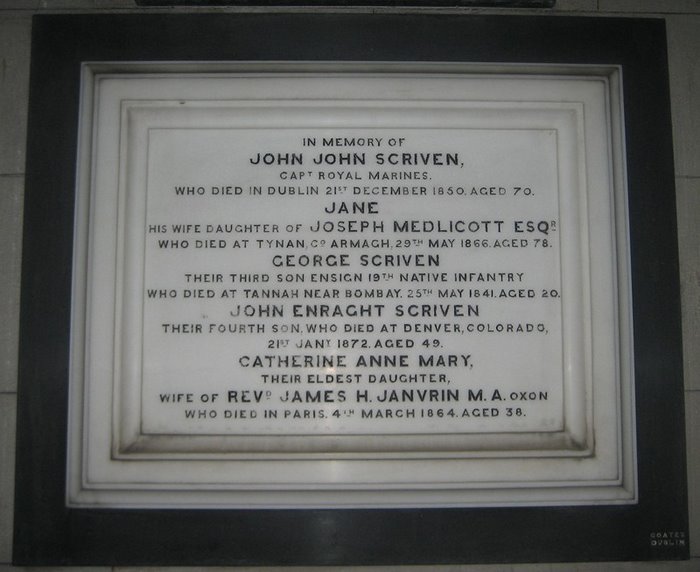 IN MEMORY OF
JOHN JOHN SCRIVEN,
CAPT ROYAL MARINES.
WHO DIED IN DUBLIN 21ST DECEMBER 1850. AGED 70.
JANE
HIS WIFE DAUGHTER OF JOSEPH MEDLICOTT ESQR
WHO DIED AT TYNAN, CO ARMAGH, 29TH MAY 1866. AGED 78.
GEORGE SCRIVEN
THEIR THIRD SON ENSIGN 19TH NATIVE INFANTRY
WHO DIED AT TANNAH NEAR BOMBAY. 25TH MAY 1841. AGED 20.
JOHN ENRAGHT SCRIVEN
THEIR FOURTH SON, WHO DIED AT DENVER, COLORADO,
21ST JANY 1872. AGED 49.
CATHERINE ANNE MARY,
THEIR ELDEST DAUGHTER,
WIFE OF REVD JAMES H. JANVRIN M.A. OXON
WHO DIED IN PARIS. 4TH MARCH 1864. AGED 38.
COATES
DUBLIN